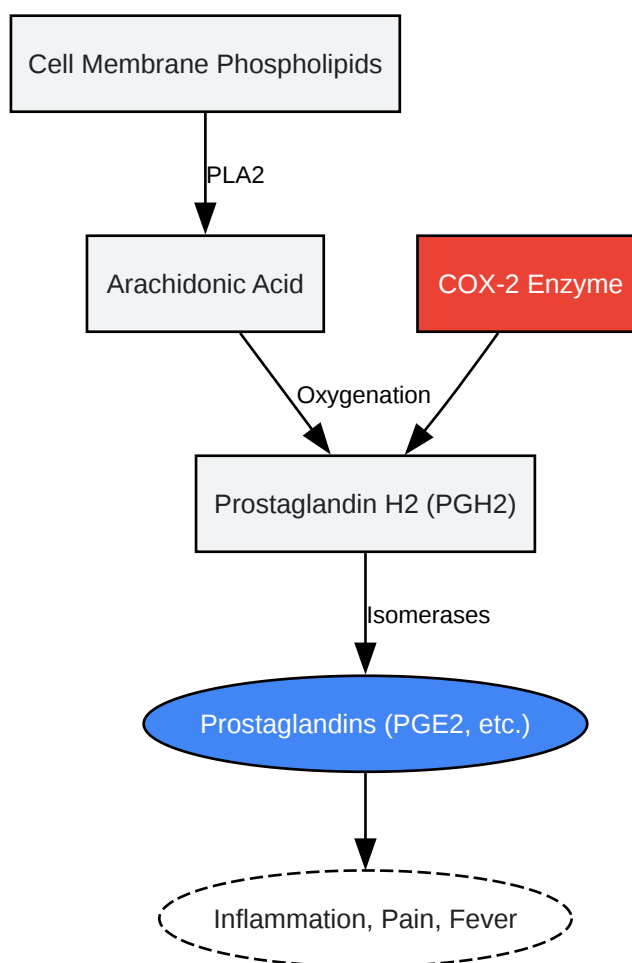 Cell Membrane Phospholipids
PLA2
Arachidonic Acid
COX-2 Enzyme
Oxygenation
Prostaglandin H2 (PGH2)
Isomerases
Prostaglandins (PGE2, etc.)
Inflammation, Pain, Fever